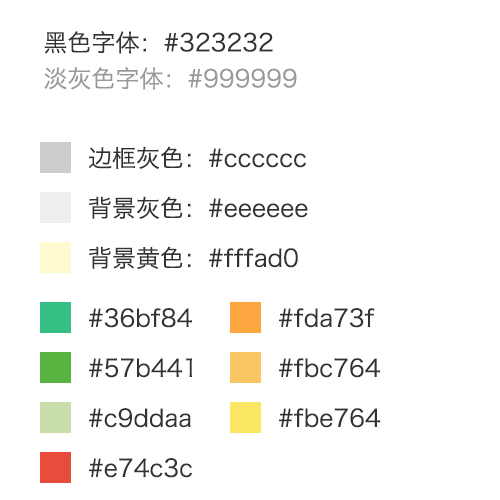 黑色字体：#323232
淡灰色字体：#999999
边框灰色：#cccccc
背景灰色：#eeeeee
背景黄色：#fffad0
#36bf84 #fda73f
#57b441 #fbc764
#c9ddaa #fbe764
#e74c3c